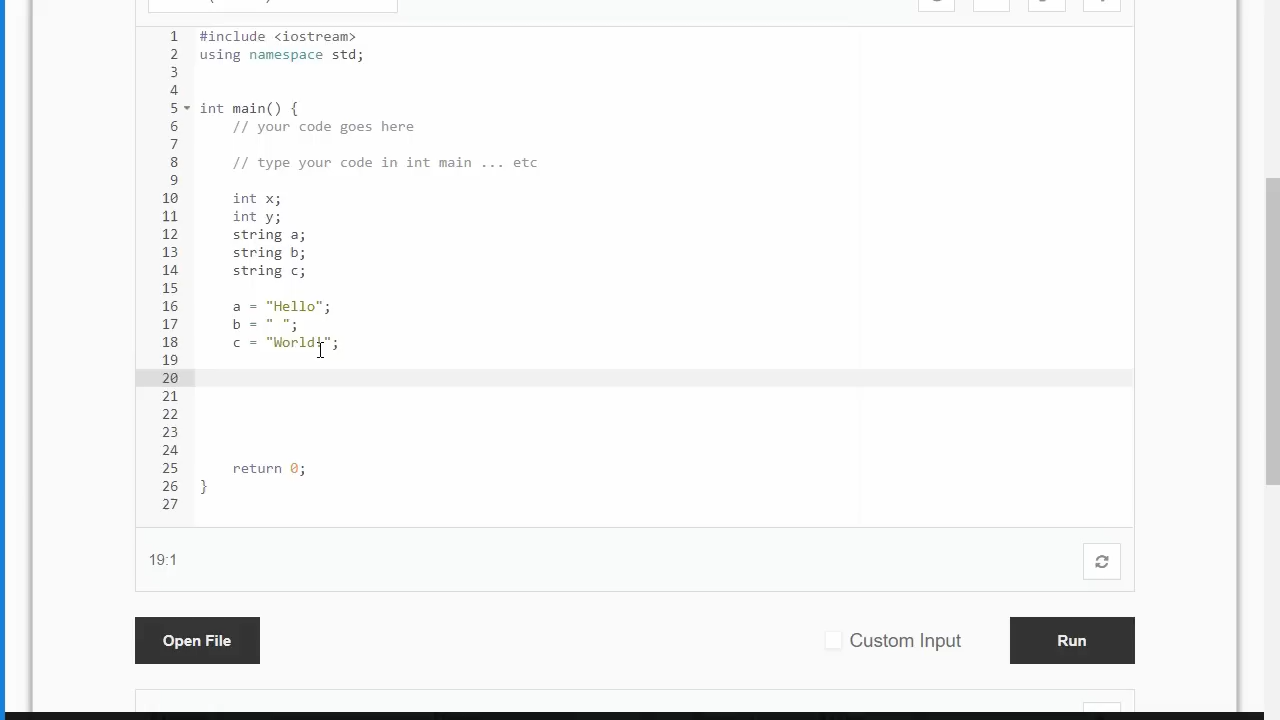 1 #include <iostream>
2 using namespace std;
3
4
5 int main() {
6 // your code goes here
7
8 // type your code in int main ... etc
9
10 int x;
11 int y;
12 string a;
13 string b;
14 string c;
15
16 a = "Hello";
17 b = " ";
18 c = "World!";
19
20
21
22
23
24
25 return 0;
26 }
27
19:1
Open File
Custom Input
Run